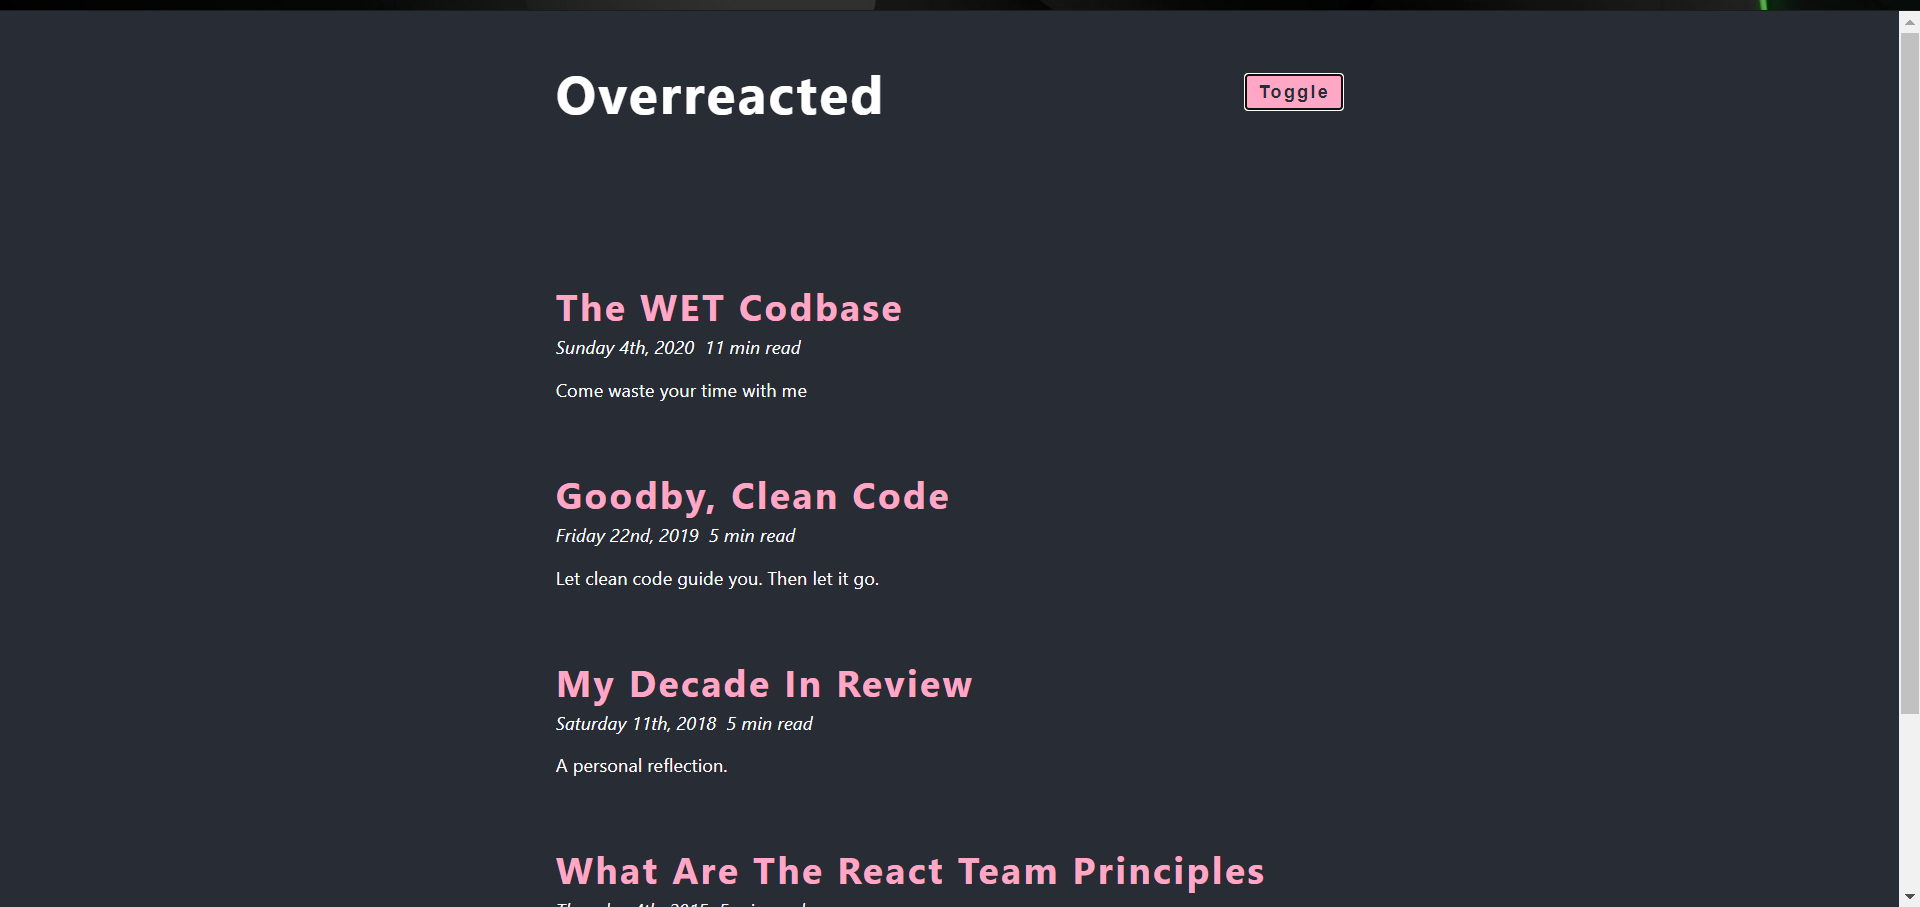 Overreacted
Toggle
The WET Codbase
Sunday 4th, 2020 11 min read
Come waste your time with me
Goodby, Clean Code
Friday 22nd, 2019 5 min read
Let clean code guide you. Then let it go.
My Decade In Review
Saturday 11th, 2018 5 min read
A personal reflection.
What Are The React Team Principles